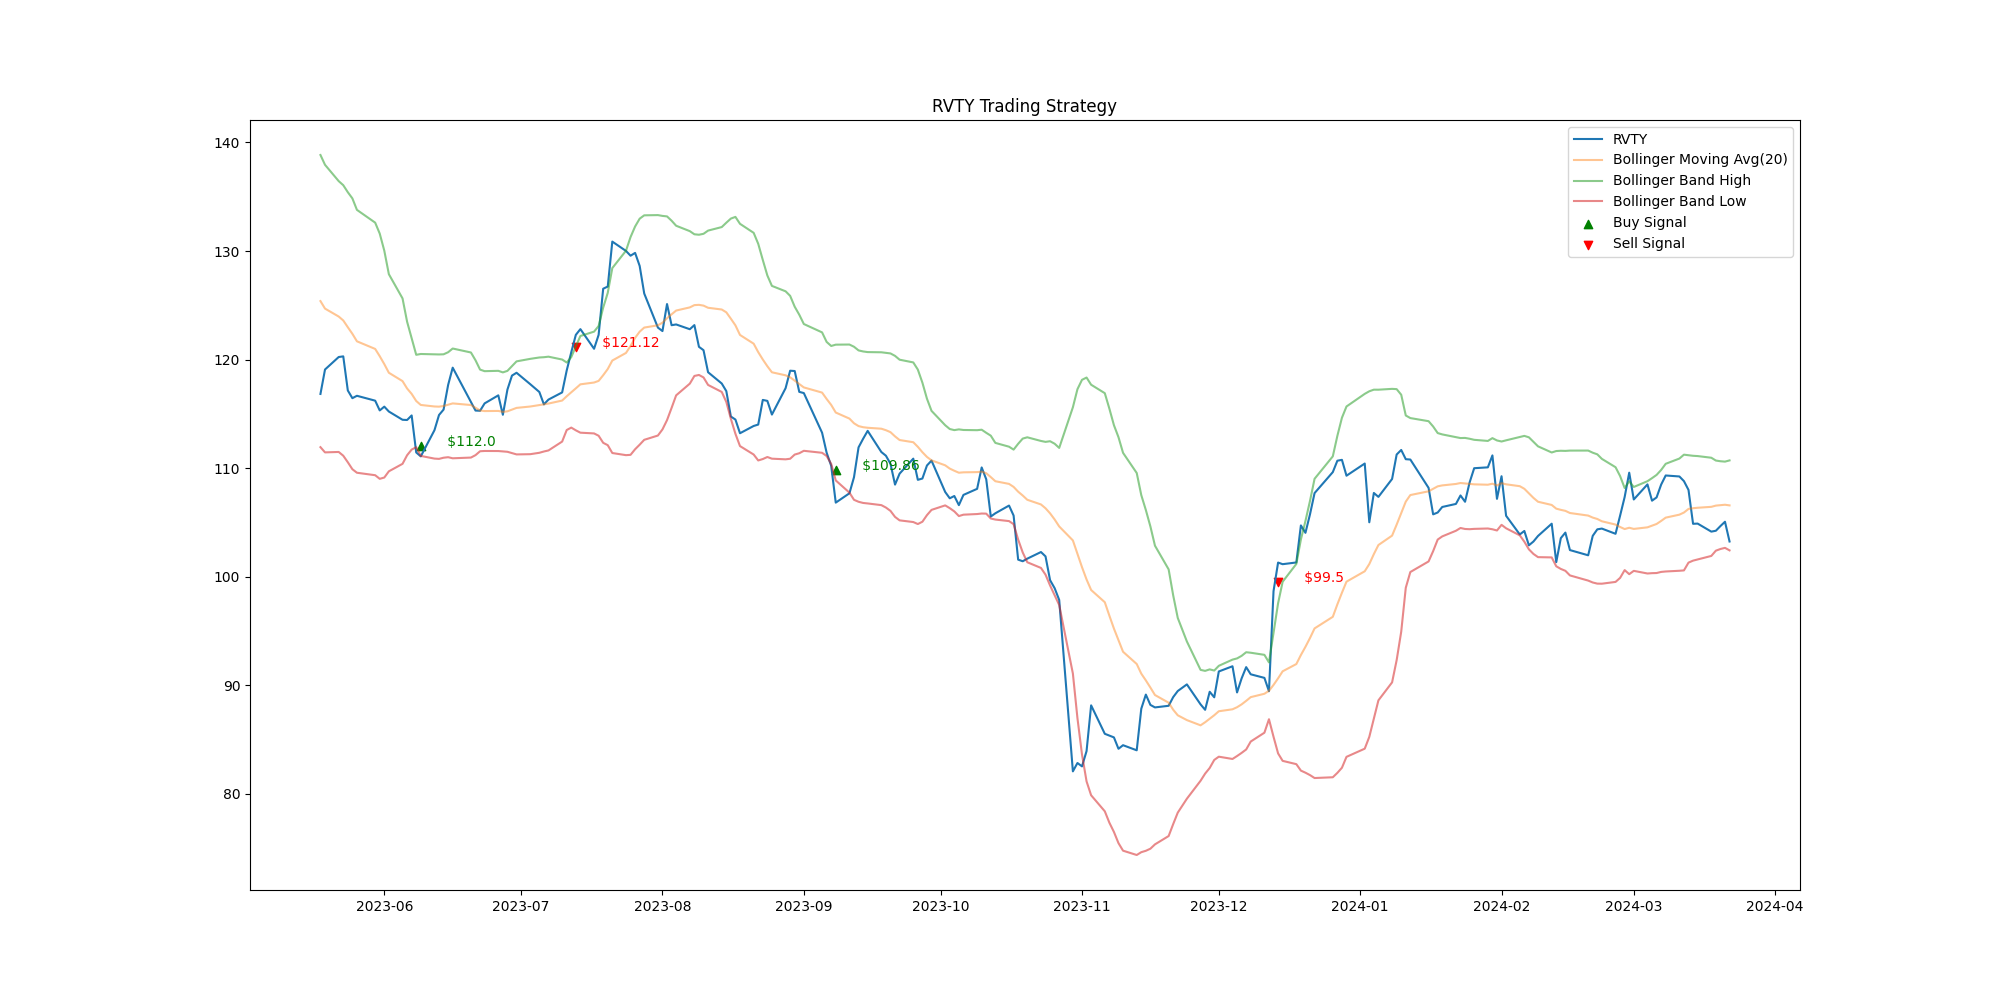 RVTY Trading Strategy
140
130
120
110
100
90
80
RVTY
Bollinger Moving Avg(20)
Bollinger Band High
Bollinger Band Low
Buy Signal
Sell Signal
$121.12
$112.0
$109.86
$99.5
2023-06 2023-07 2023-08 2023-09 2023-10 2023-11 2023-12 2024-01 2024-02 2024-03 2024-04